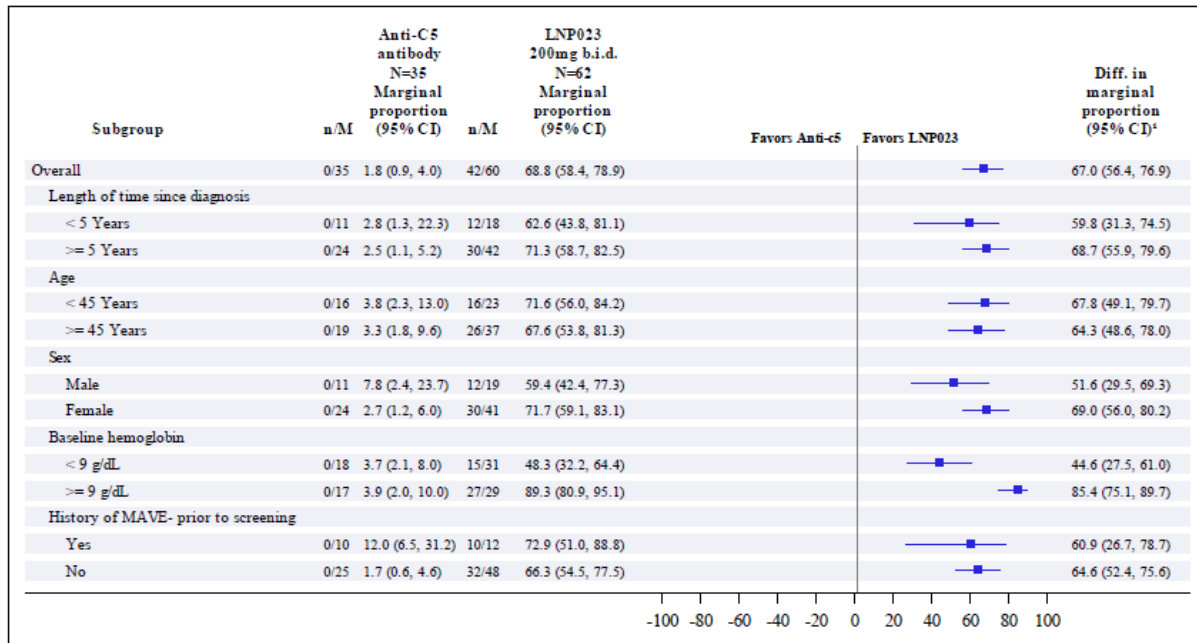 Anti-C5 LNP023
antibody 200mg b.i.d.
N=35 N=62 Diff. in
Marginal Marginal marginal
proportion proportion proportion
Subgroup n/M (95% CI) n/M (95% CI) Favors Anti-c5 Favors LNP023 (95% CI)⁴
Overall 0/35 1.8 (0.9, 4.0) 42/60 68.8 (58.4, 78.9) 67.0 (56.4, 76.9)
Length of time since diagnosis
< 5 Years 0/11 2.8 (1.3, 22.3) 12/18 62.6 (43.8, 81.1) 59.8 (31.3, 74.5)
>= 5 Years 0/24 2.5 (1.1, 5.2) 30/42 71.3 (58.7, 82.5) 68.7 (55.9, 79.6)
Age
< 45 Years 0/16 3.8 (2.3, 13.0) 16/23 71.6 (56.0, 84.2) 67.8 (49.1, 79.7)
>= 45 Years 0/19 3.3 (1.8, 9.6) 26/37 67.6 (53.8, 81.3) 64.3 (48.6, 78.0)
Sex
Male 0/11 7.8 (2.4, 23.7) 12/19 59.4 (42.4, 77.3) 51.6 (29.5, 69.3)
Female 0/24 2.7 (1.2, 6.0) 30/41 71.7 (59.1, 83.1) 69.0 (56.0, 80.2)
Baseline hemoglobin
< 9 g/dL 0/18 3.7 (2.1, 8.0) 15/31 48.3 (32.2, 64.4) 44.6 (27.5, 61.0)
>= 9 g/dL 0/17 3.9 (2.0, 10.0) 27/29 89.3 (80.9, 95.1) 85.4 (75.1, 89.7)
History of MAVE- prior to screening
Yes 0/10 12.0 (6.5, 31.2) 10/12 72.9 (51.0, 88.8) 60.9 (26.7, 78.7)
No 0/25 1.7 (0.6, 4.6) 32/48 66.3 (54.5, 77.5) 64.6 (52.4, 75.6)
-100 -80 -60 -40 -20 0 20 40 60 80 100